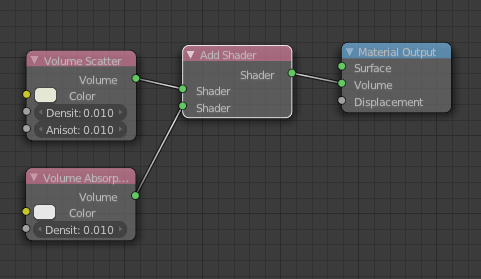 Volume Scatter
Volume
Color
Densit: 0.010
Anisot: 0.010
Volume Absorp...
Volume
Color
Densit: 0.010
Add Shader
Shader
Shader
Shader
Material Output
Surface
Volume
Displacement